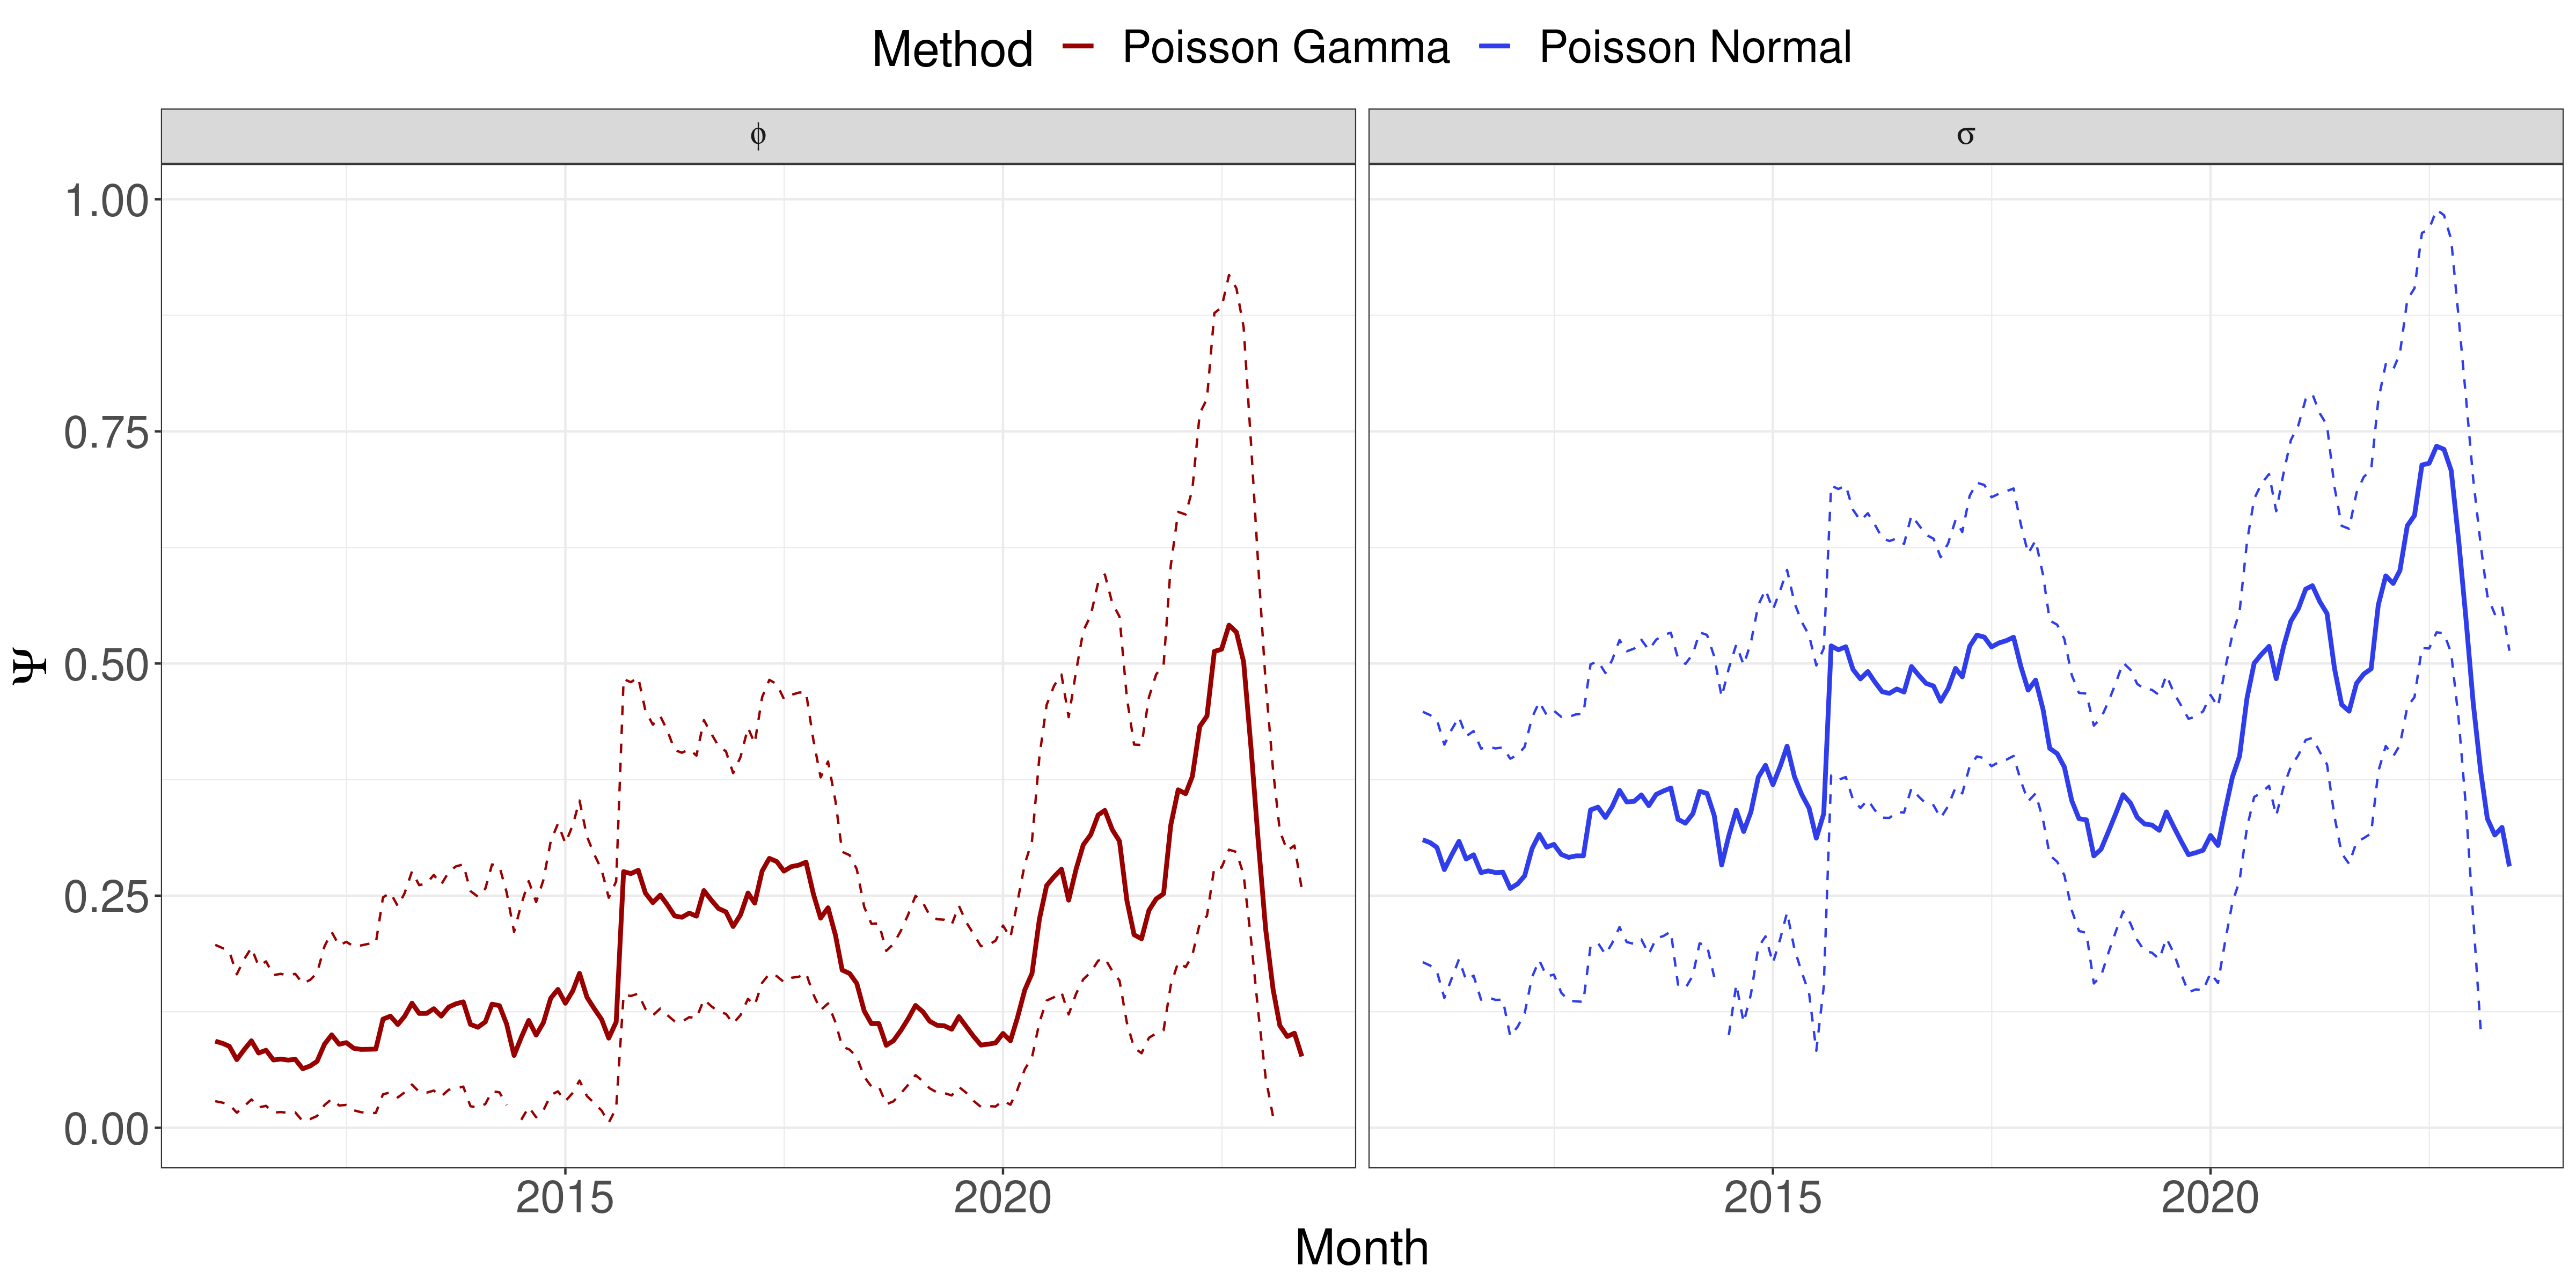 Method Poisson Gamma Poisson Normal
ϕ σ
1.00
0.75
0.50
0.25
0.00
Ψ
2015 2020 2015 2020
Month